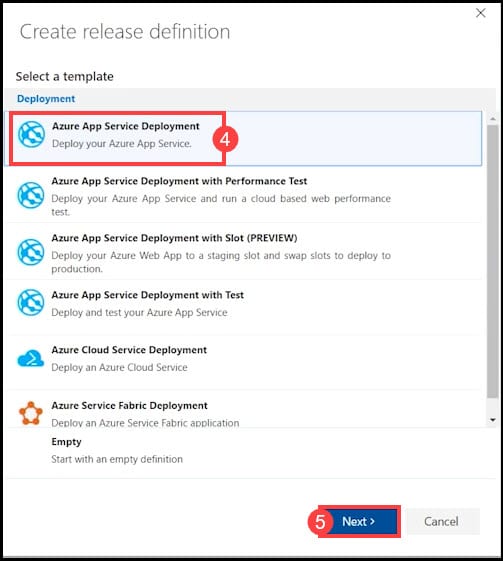 Create release definition
Select a template
Deployment
Azure App Service Deployment
Deploy your Azure App Service.
4
Azure App Service Deployment with Performance Test
Deploy your Azure App Service and run a cloud based web performance
test.
Azure App Service Deployment with Slot (PREVIEW)
Deploy your Azure Web App to a staging slot and swap slots to deploy to
production.
Azure App Service Deployment with Test
Deploy and test your Azure App Service
Azure Cloud Service Deployment
Deploy an Azure Cloud Service
Azure Service Fabric Deployment
Deploy an Azure Service Fabric application
Empty
Start with an empty definition
5
Next >
Cancel